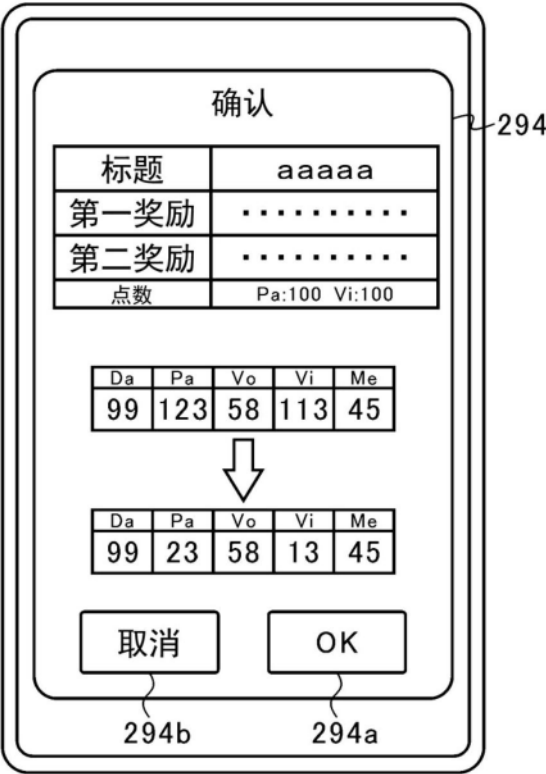 确认
294
标题 aaaaa
第一奖励 ··········
第二奖励 ··········
点数 Pa:100 Vi:100
Da Pa Vo Vi Me
99 123 58 113 45
Da Pa Vo Vi Me
99 23 58 13 45
取消 OK
294b 294a